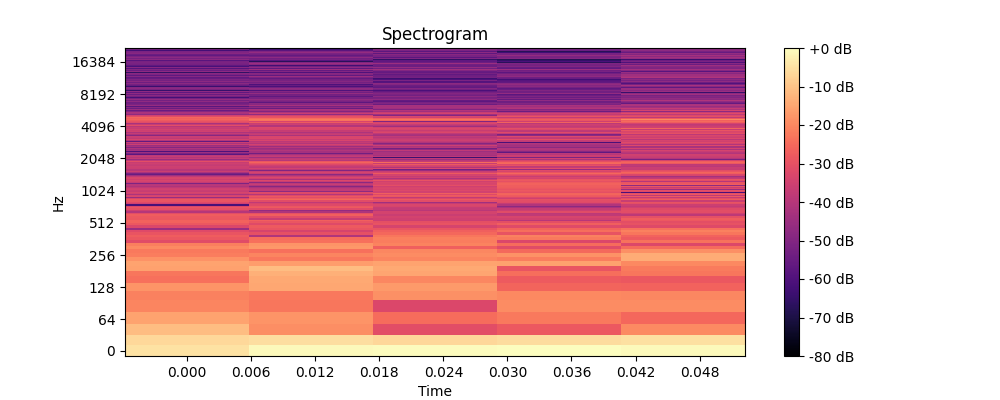 Spectrogram
16384
8192
4096
2048
1024
512
256
128
64
0
Hz
0.000 0.006 0.012 0.018 0.024 0.030 0.036 0.042 0.048
Time
+0 dB
-10 dB
-20 dB
-30 dB
-40 dB
-50 dB
-60 dB
-70 dB
-80 dB